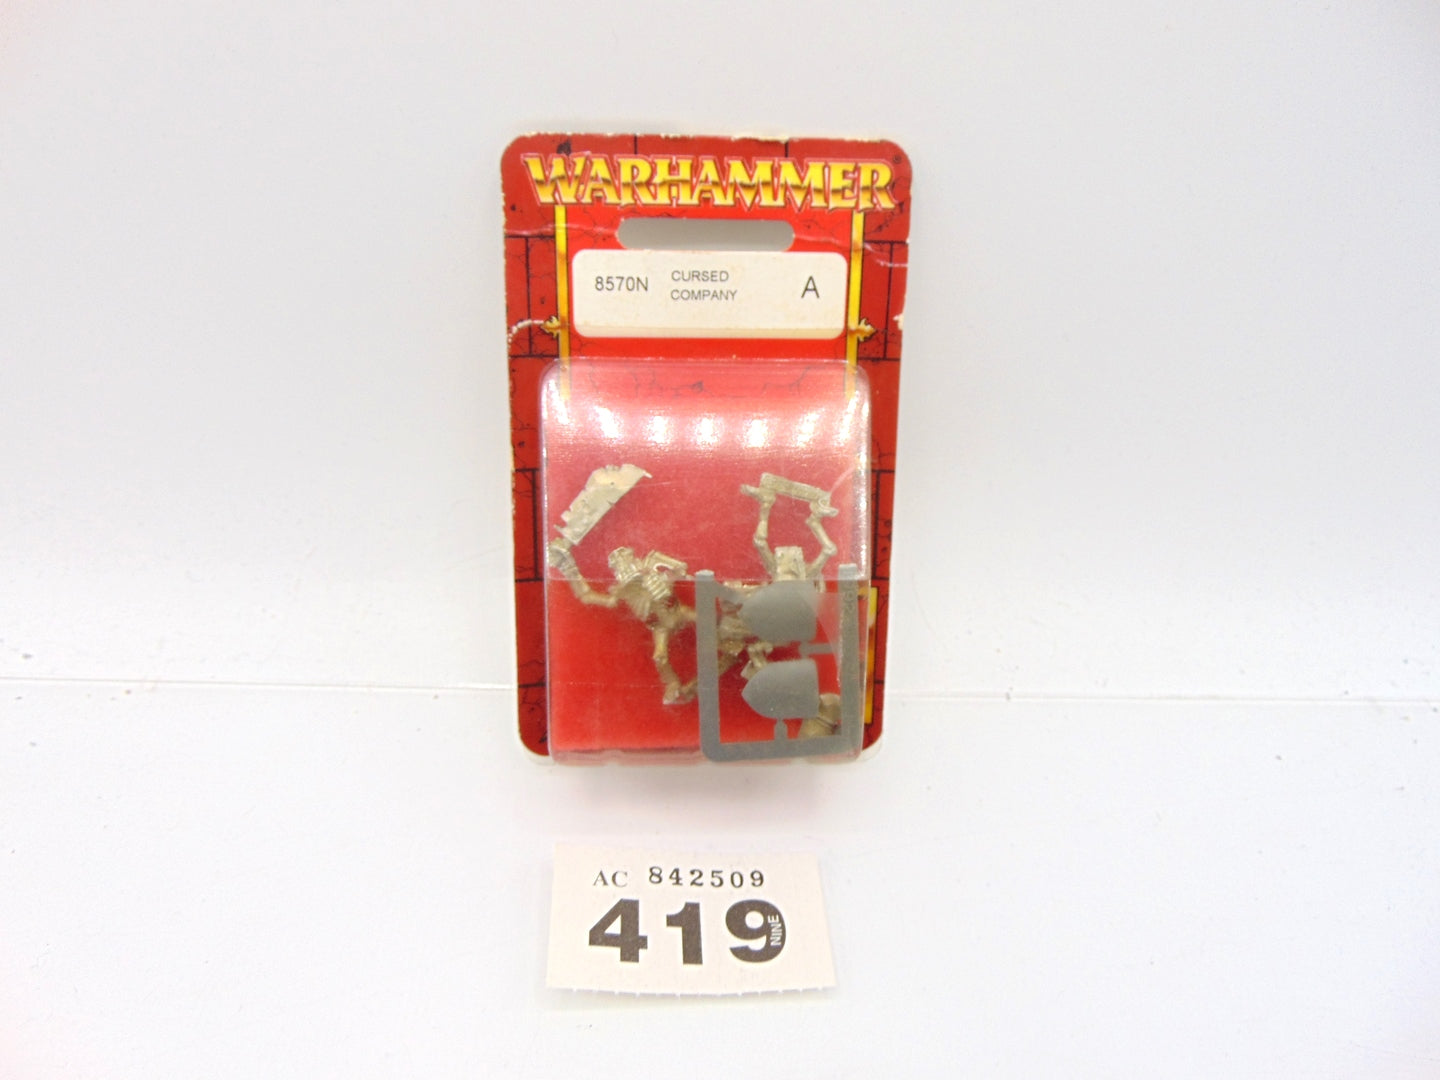 WARHAMMER
8570N CURSED COMPANY A
AC 842509
419
NINE